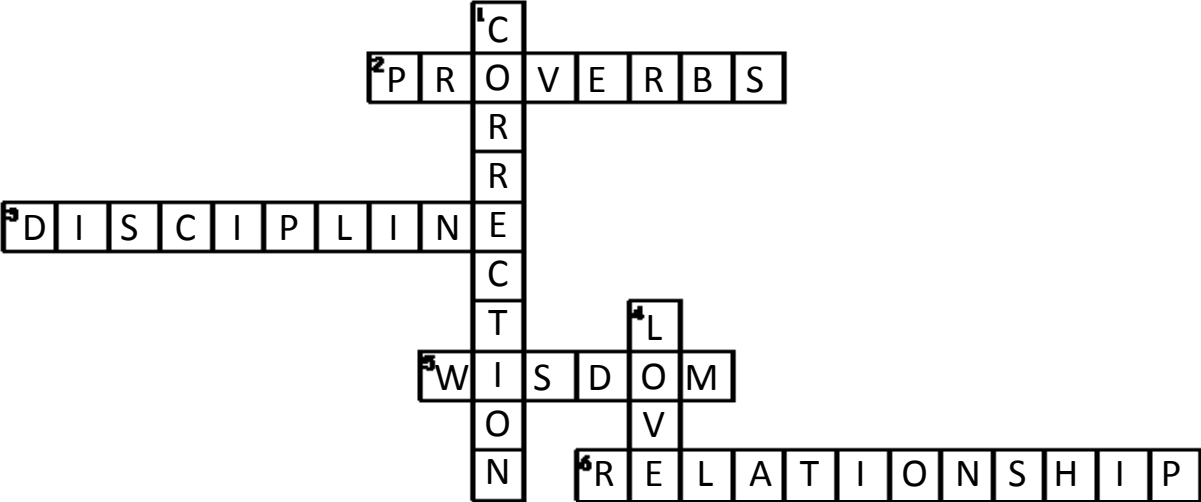 1 C
2 P R O V E R B S
R
R
3 D I S C I P L I N E
C
T 4 L
5 W I S D O M
O V
N 6 R E L A T I O N S H I P